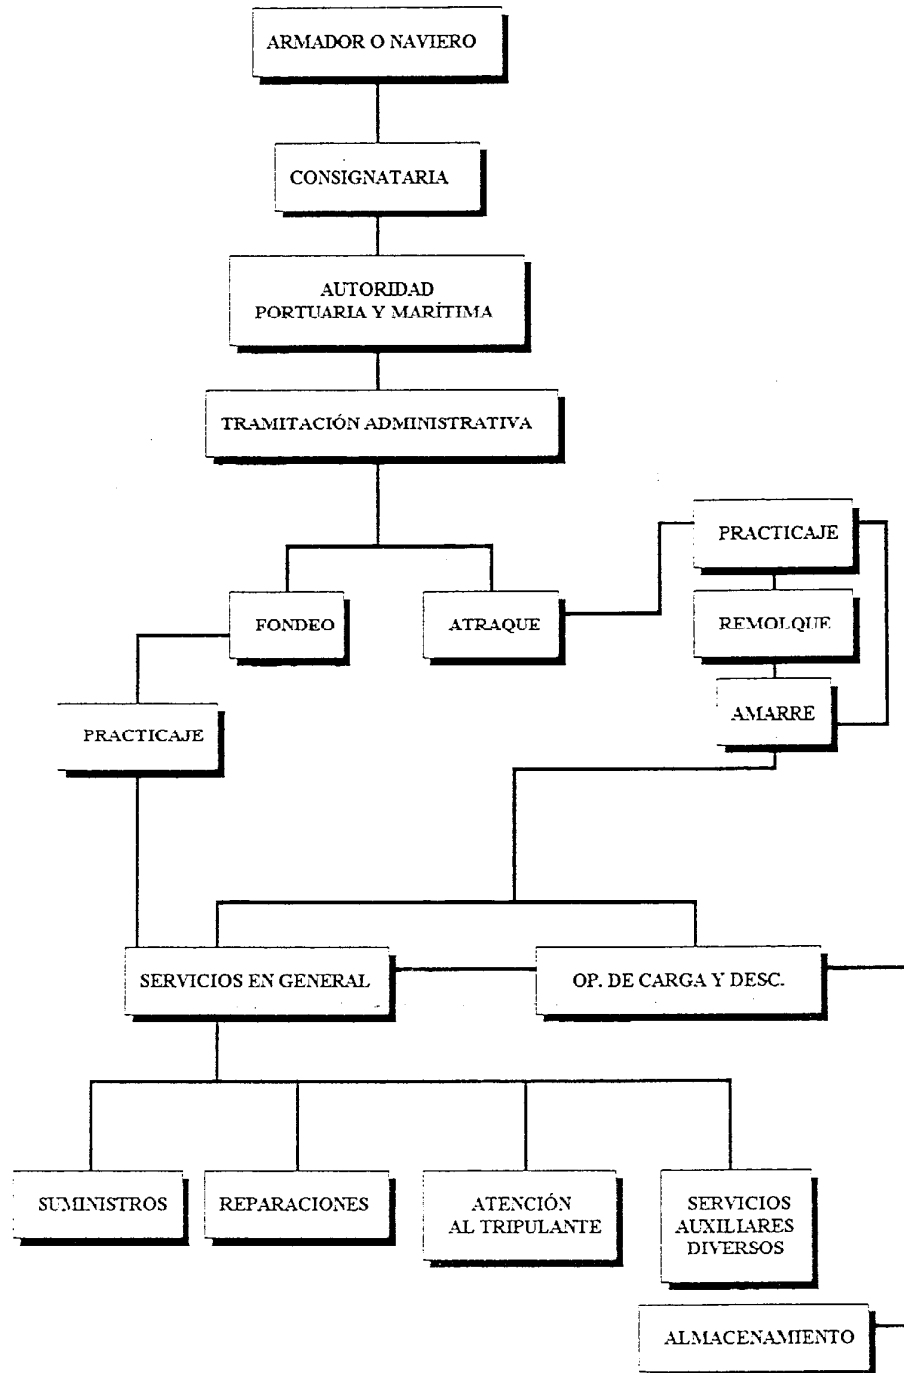 ARMADOR O NAVIERO
CONSIGNATARIA
AUTORIDAD
PORTUARIA Y MARÍTIMA
TRAMITACIÓN ADMINISTRATIVA
PRACTICAJE
FONDEO
ATRAQUE
REMOLQUE
AMARRE
PRACTICAJE
SERVICIOS EN GENERAL
OP. DE CARGA Y DESC.
SUMINISTROS
REPARACIONES
ATENCIÓN
AL TRIPULANTE
SERVICIOS
AUXILIARES
DIVERSOS
ALMACENAMIENTO